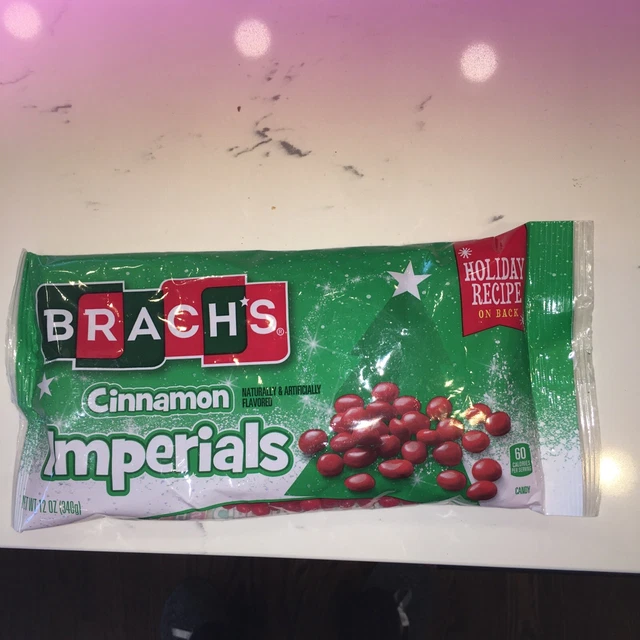 HOLIDAY
RECIPE
ON BACK
BRACH'S®
Cinnamon
NATURALLY & ARTIFICIALLY
FLAVORED
Imperials
60
CALORIES
PER SERVING
CANDY
NET WT 12 OZ (340g)